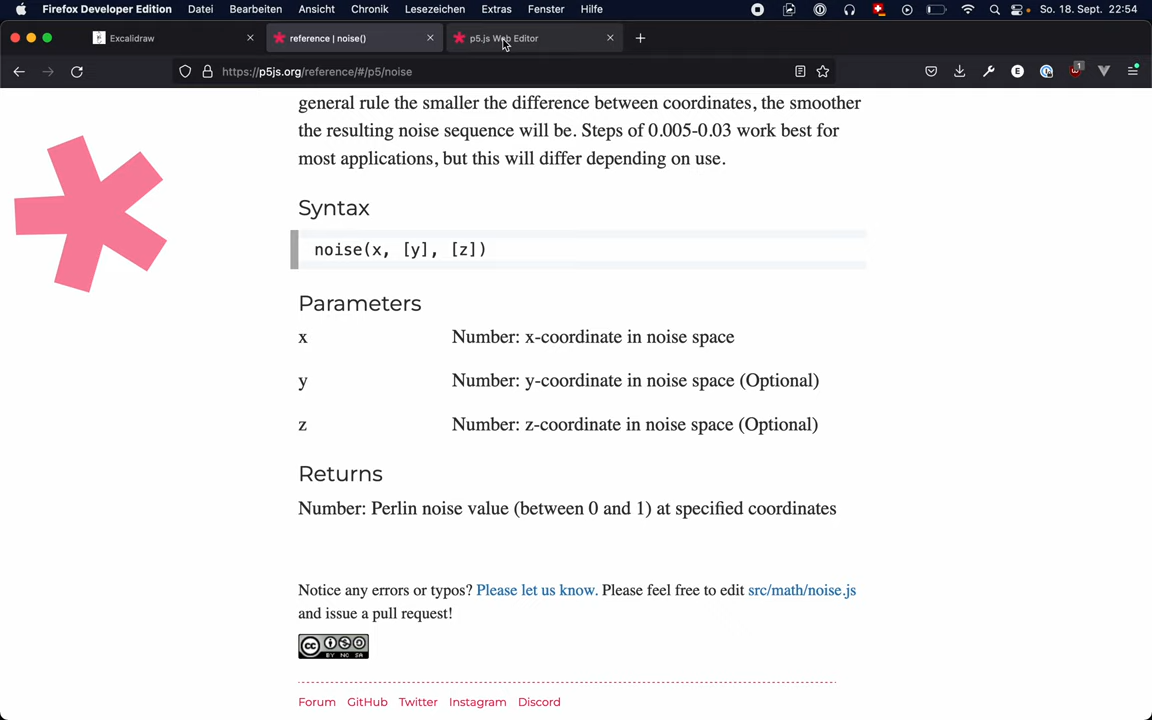 Firefox Developer Edition Datei Bearbeiten Ansicht Chronik Lesezeichen Extras Fenster Hilfe So. 18. Sept. 22:54
Excalidraw reference | noise() p5.js Web Editor
https://p5js.org/reference/#/p5/noise
general rule the smaller the difference between coordinates, the smoother
the resulting noise sequence will be. Steps of 0.005-0.03 work best for
most applications, but this will differ depending on use.
Syntax
noise(x, [y], [z])
Parameters
x Number: x-coordinate in noise space
y Number: y-coordinate in noise space (Optional)
z Number: z-coordinate in noise space (Optional)
Returns
Number: Perlin noise value (between 0 and 1) at specified coordinates
Notice any errors or typos? Please let us know. Please feel free to edit src/math/noise.js
and issue a pull request!
cc BY NC SA
Forum GitHub Twitter Instagram Discord